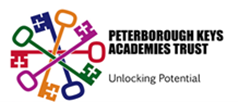 PETERBOROUGH KEYS
ACADEMIES TRUST
Unlocking Potential